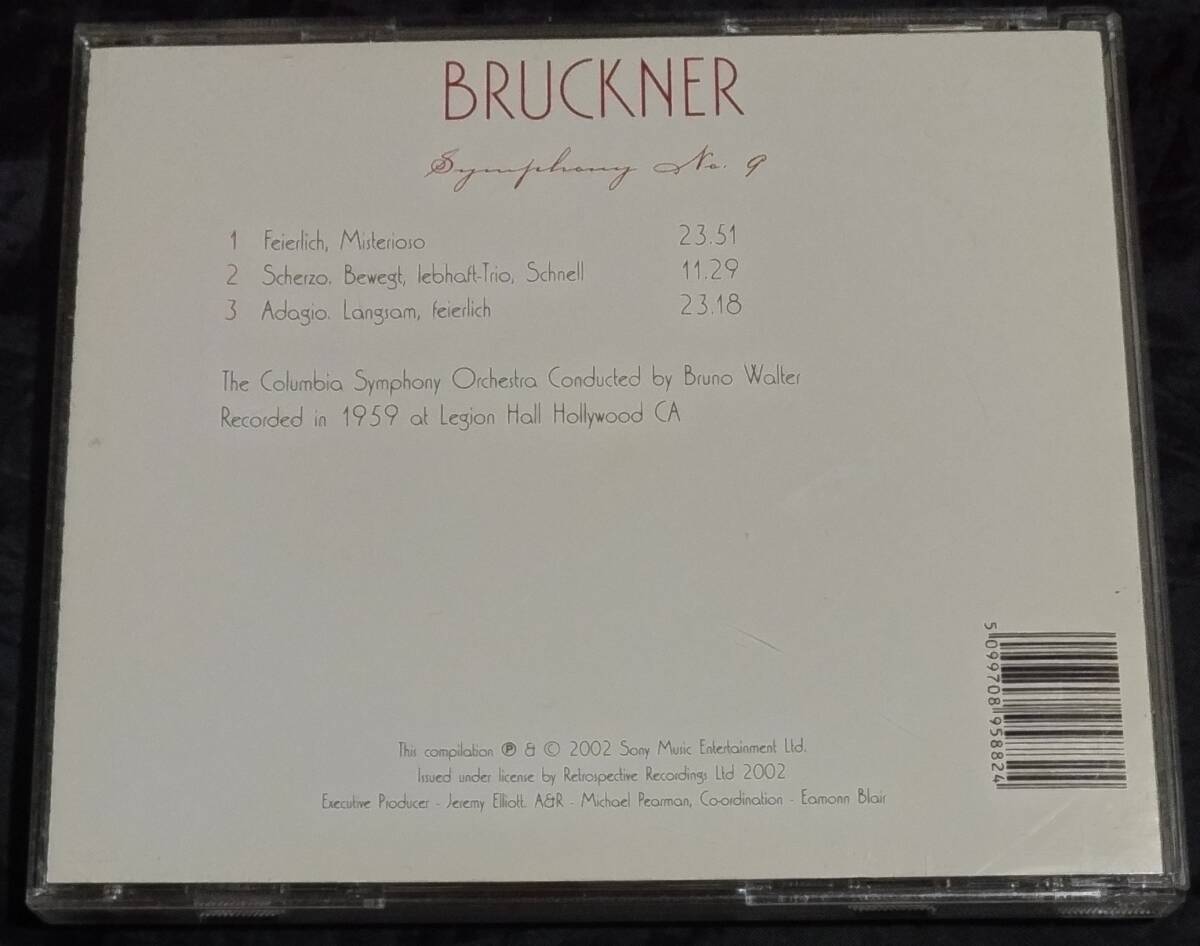 BRUCKNER
Symphony No. 9
1 Feierlich, Misterioso 23.51
2 Scherzo. Bewegt, lebhaft-Trio, Schnell 11.29
3 Adagio. Langsam, feierlich 23.18
The Columbia Symphony Orchestra Conducted by Bruno Walter
Recorded in 1959 at Legion Hall Hollywood CA
5 099708 958824
This compilation ℗ & © 2002 Sony Music Entertainment Ltd.
Issued under license by Retrospective Recordings Ltd 2002
Executive Producer - Jeremy Elliott. A&R - Michael Pearman, Co-ordination - Eamonn Blair